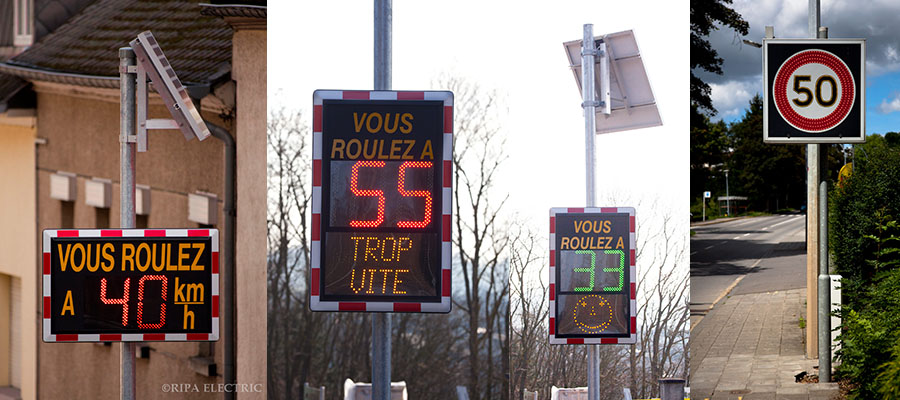 VOUS ROULEZ
A 40 km
h
©RIPA ELECTRIC
VOUS
ROULEZ A
55
TROP
VITE
VOUS
ROULEZ A
33
50